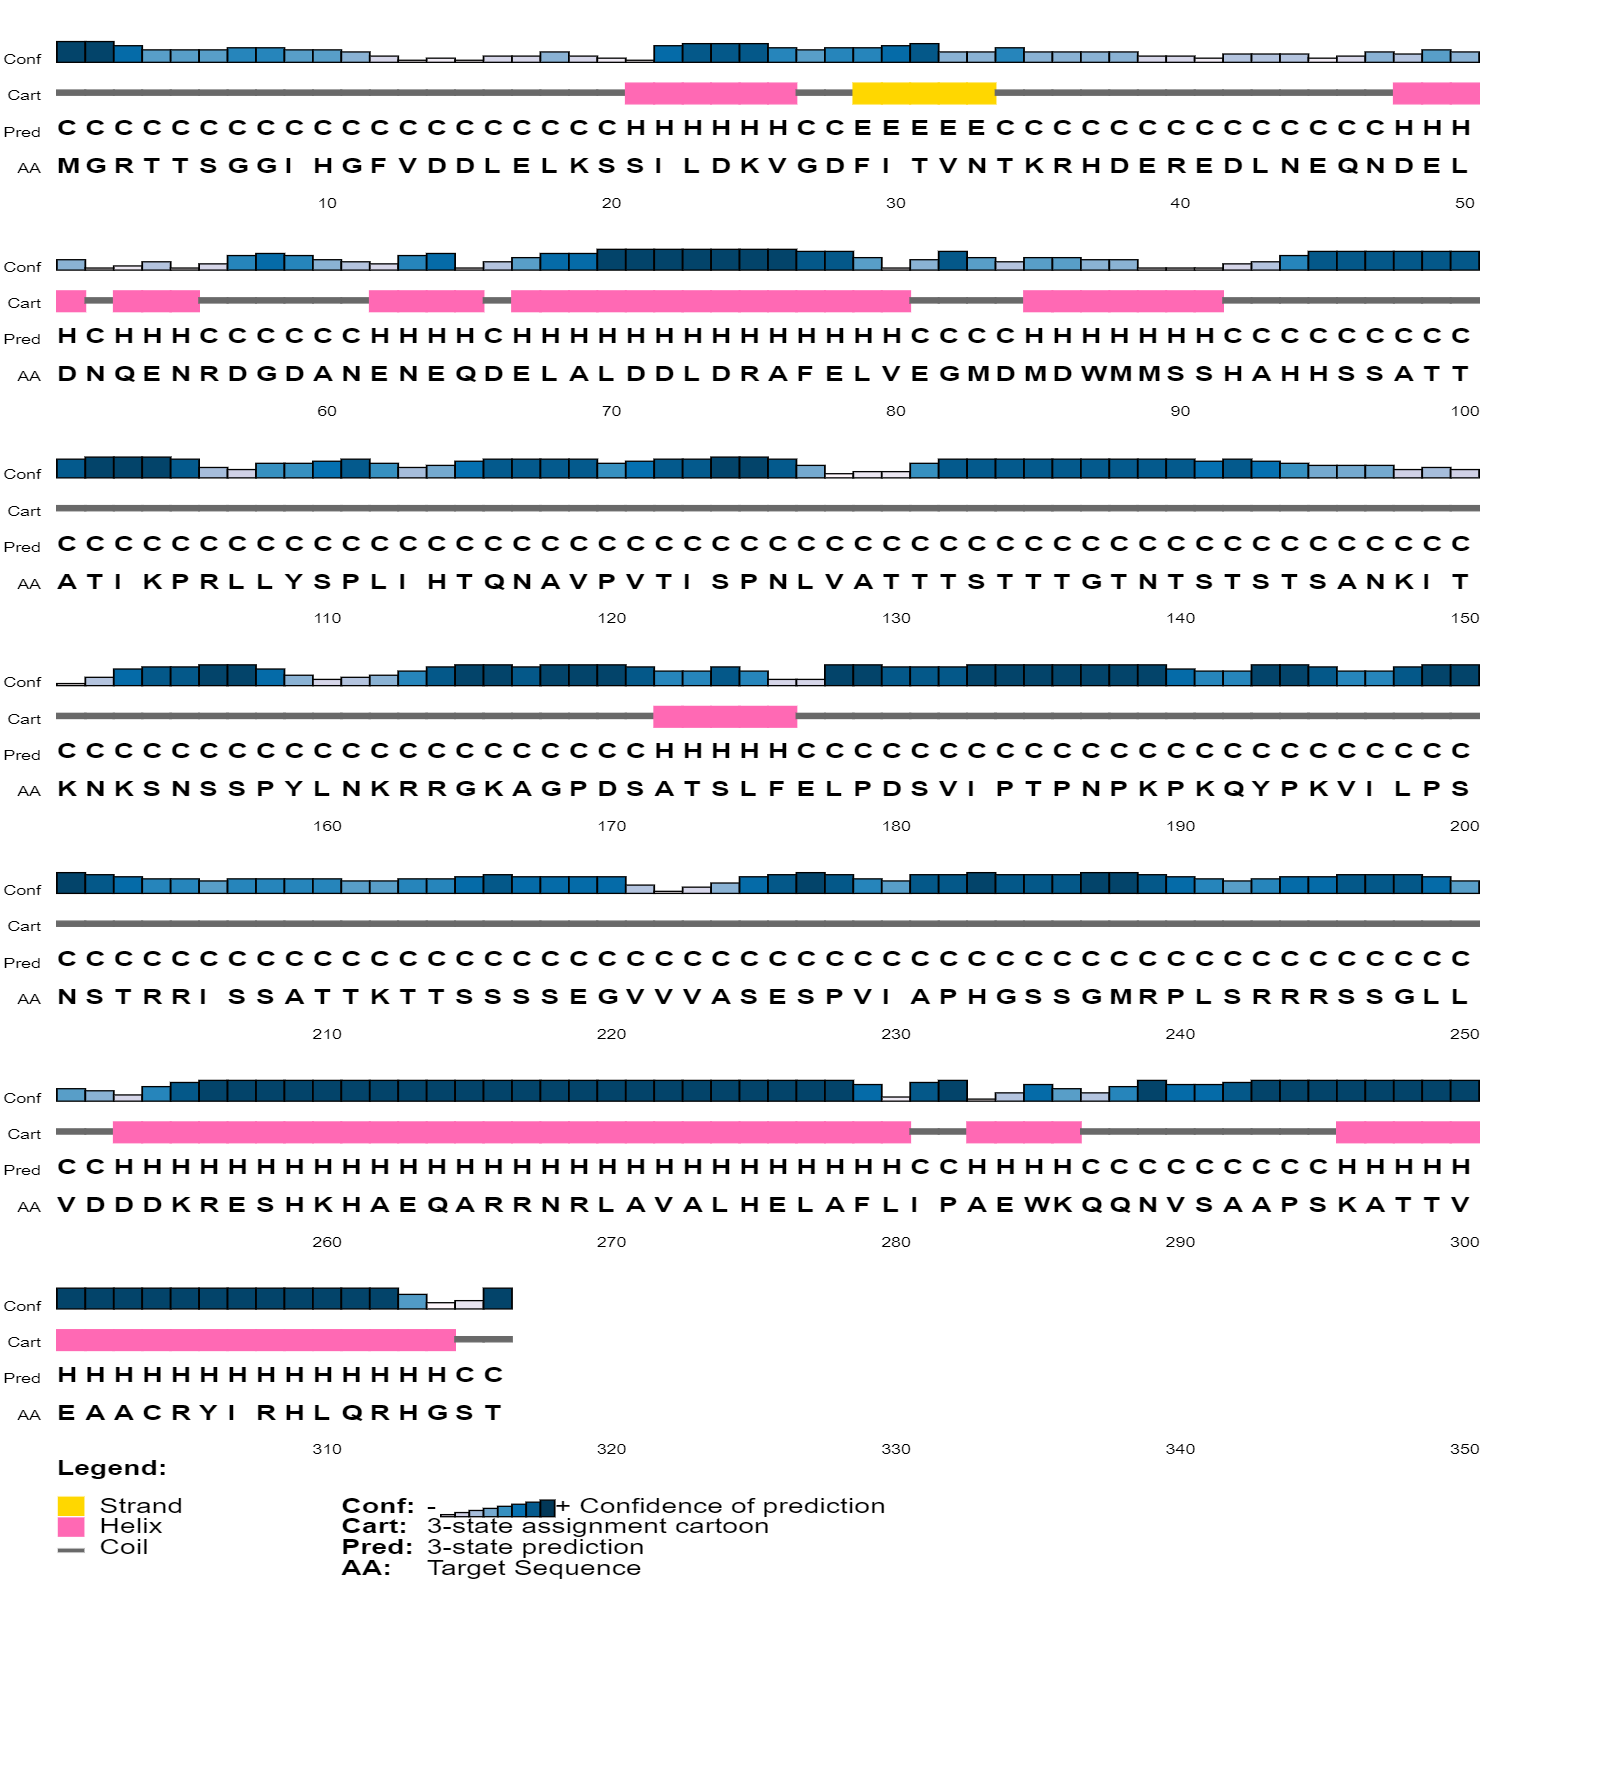 Conf
Cart
Pred C C C C C C C C C C C C C C C C C C C C H H H H H H C C E E E E E C C C C C C C C C C C C C C H H H
AA M G R T T S G G I H G F V D D L E L K S S I L D K V G D F I T V N T K R H D E R E D L N E Q N D E L
10 20 30 40 50
Conf
Cart
Pred H C H H H C C C C C C H H H H C H H H H H H H H H H H H H H C C C C H H H H H H H C C C C C C C C C
AA D N Q E N R D G D A N E N E Q D E L A L D D L D R A F E L V E G M D M D W M M S S H A H H S S A T T
60 70 80 90 100
Conf
Cart
Pred C C C C C C C C C C C C C C C C C C C C C C C C C C C C C C C C C C C C C C C C C C C C C C C C C C
AA A T I K P R L L Y S P L I H T Q N A V P V T I S P N L V A T T T S T T T G T N T S T S T S A N K I T
110 120 130 140 150
Conf
Cart
Pred C C C C C C C C C C C C C C C C C C C C C H H H H H C C C C C C C C C C C C C C C C C C C C C C C C
AA K N K S N S S P Y L N K R R G K A G P D S A T S L F E L P D S V I P T P N P K P K Q Y P K V I L P S
160 170 180 190 200
Conf
Cart
Pred C C C C C C C C C C C C C C C C C C C C C C C C C C C C C C C C C C C C C C C C C C C C C C C C C C
AA N S T R R I S S A T T K T T S S S S E G V V V A S E S P V I A P H G S S G M R P L S R R R S S G L L
210 220 230 240 250
Conf
Cart
Pred C C H H H H H H H H H H H H H H H H H H H H H H H H H H H H C C H H H H C C C C C C C C C H H H H H
AA V D D D K R E S H K H A E Q A R R N R L A V A L H E L A F L I P A E W K Q Q N V S A A P S K A T T V
260 270 280 290 300
Conf
Cart
Pred H H H H H H H H H H H H H H C C
AA E A A C R Y I R H L Q R H G S T
310 320 330 340 350
Legend:
Strand Conf: - + Confidence of prediction
Helix Cart: 3-state assignment cartoon
Coil Pred: 3-state prediction
AA: Target Sequence